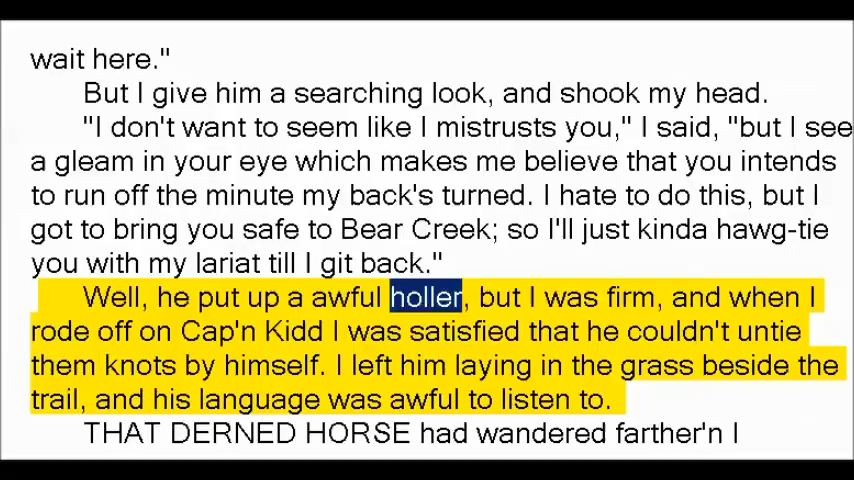 wait here."
But I give him a searching look, and shook my head.
"I don't want to seem like I mistrusts you," I said, "but I see
a gleam in your eye which makes me believe that you intends
to run off the minute my back's turned. I hate to do this, but I
got to bring you safe to Bear Creek; so I'll just kinda hawg-tie
you with my lariat till I git back."
Well, he put up a awful holler, but I was firm, and when I
rode off on Cap'n Kidd I was satisfied that he couldn't untie
them knots by himself. I left him laying in the grass beside the
trail, and his language was awful to listen to.
THAT DERNED HORSE had wandered farther'n I